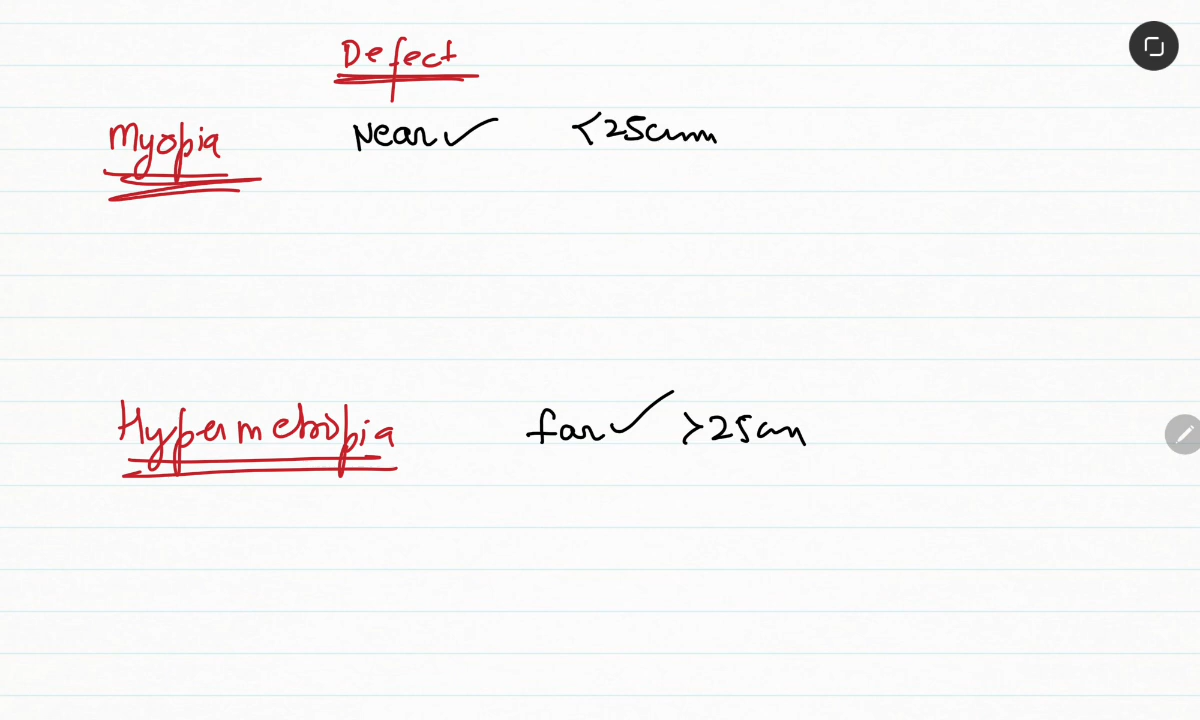 Defect
Myopia Near ✓ <25cm
Hypermetropia far ✓ >25cm